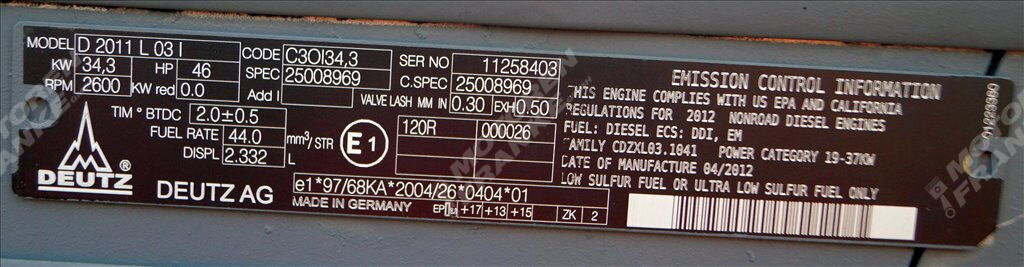 MODEL D 2011 L 03 I CODE C3OI34,3 SER NO 11258403
KW 34,3 HP 46 SPEC 25008969 C.SPEC 25008969
RPM 2600 KW red 0.0 Add I VALVE LASH MM IN 0.30 EXH 0.50
TIM ° BTDC 2.0±0.5
FUEL RATE 44.0 mm³/STR
DISPL 2.332 L
E1
120R 000026
DEUTZ ®
DEUTZ AG
e1*97/68KA*2004/26*0404*01
MADE IN GERMANY +17 +13 +15 ZK 2
EMISSION CONTROL INFORMATION
THIS ENGINE COMPLIES WITH US EPA AND CALIFORNIA
REGULATIONS FOR 2012 NONROAD DIESEL ENGINES
FUEL: DIESEL ECS: DDI, EM
FAMILY CDZXL03.1041 POWER CATEGORY 19-37KW
DATE OF MANUFACTURE 04/2012
LOW SULFUR FUEL OR ULTRA LOW SULFUR FUEL ONLY